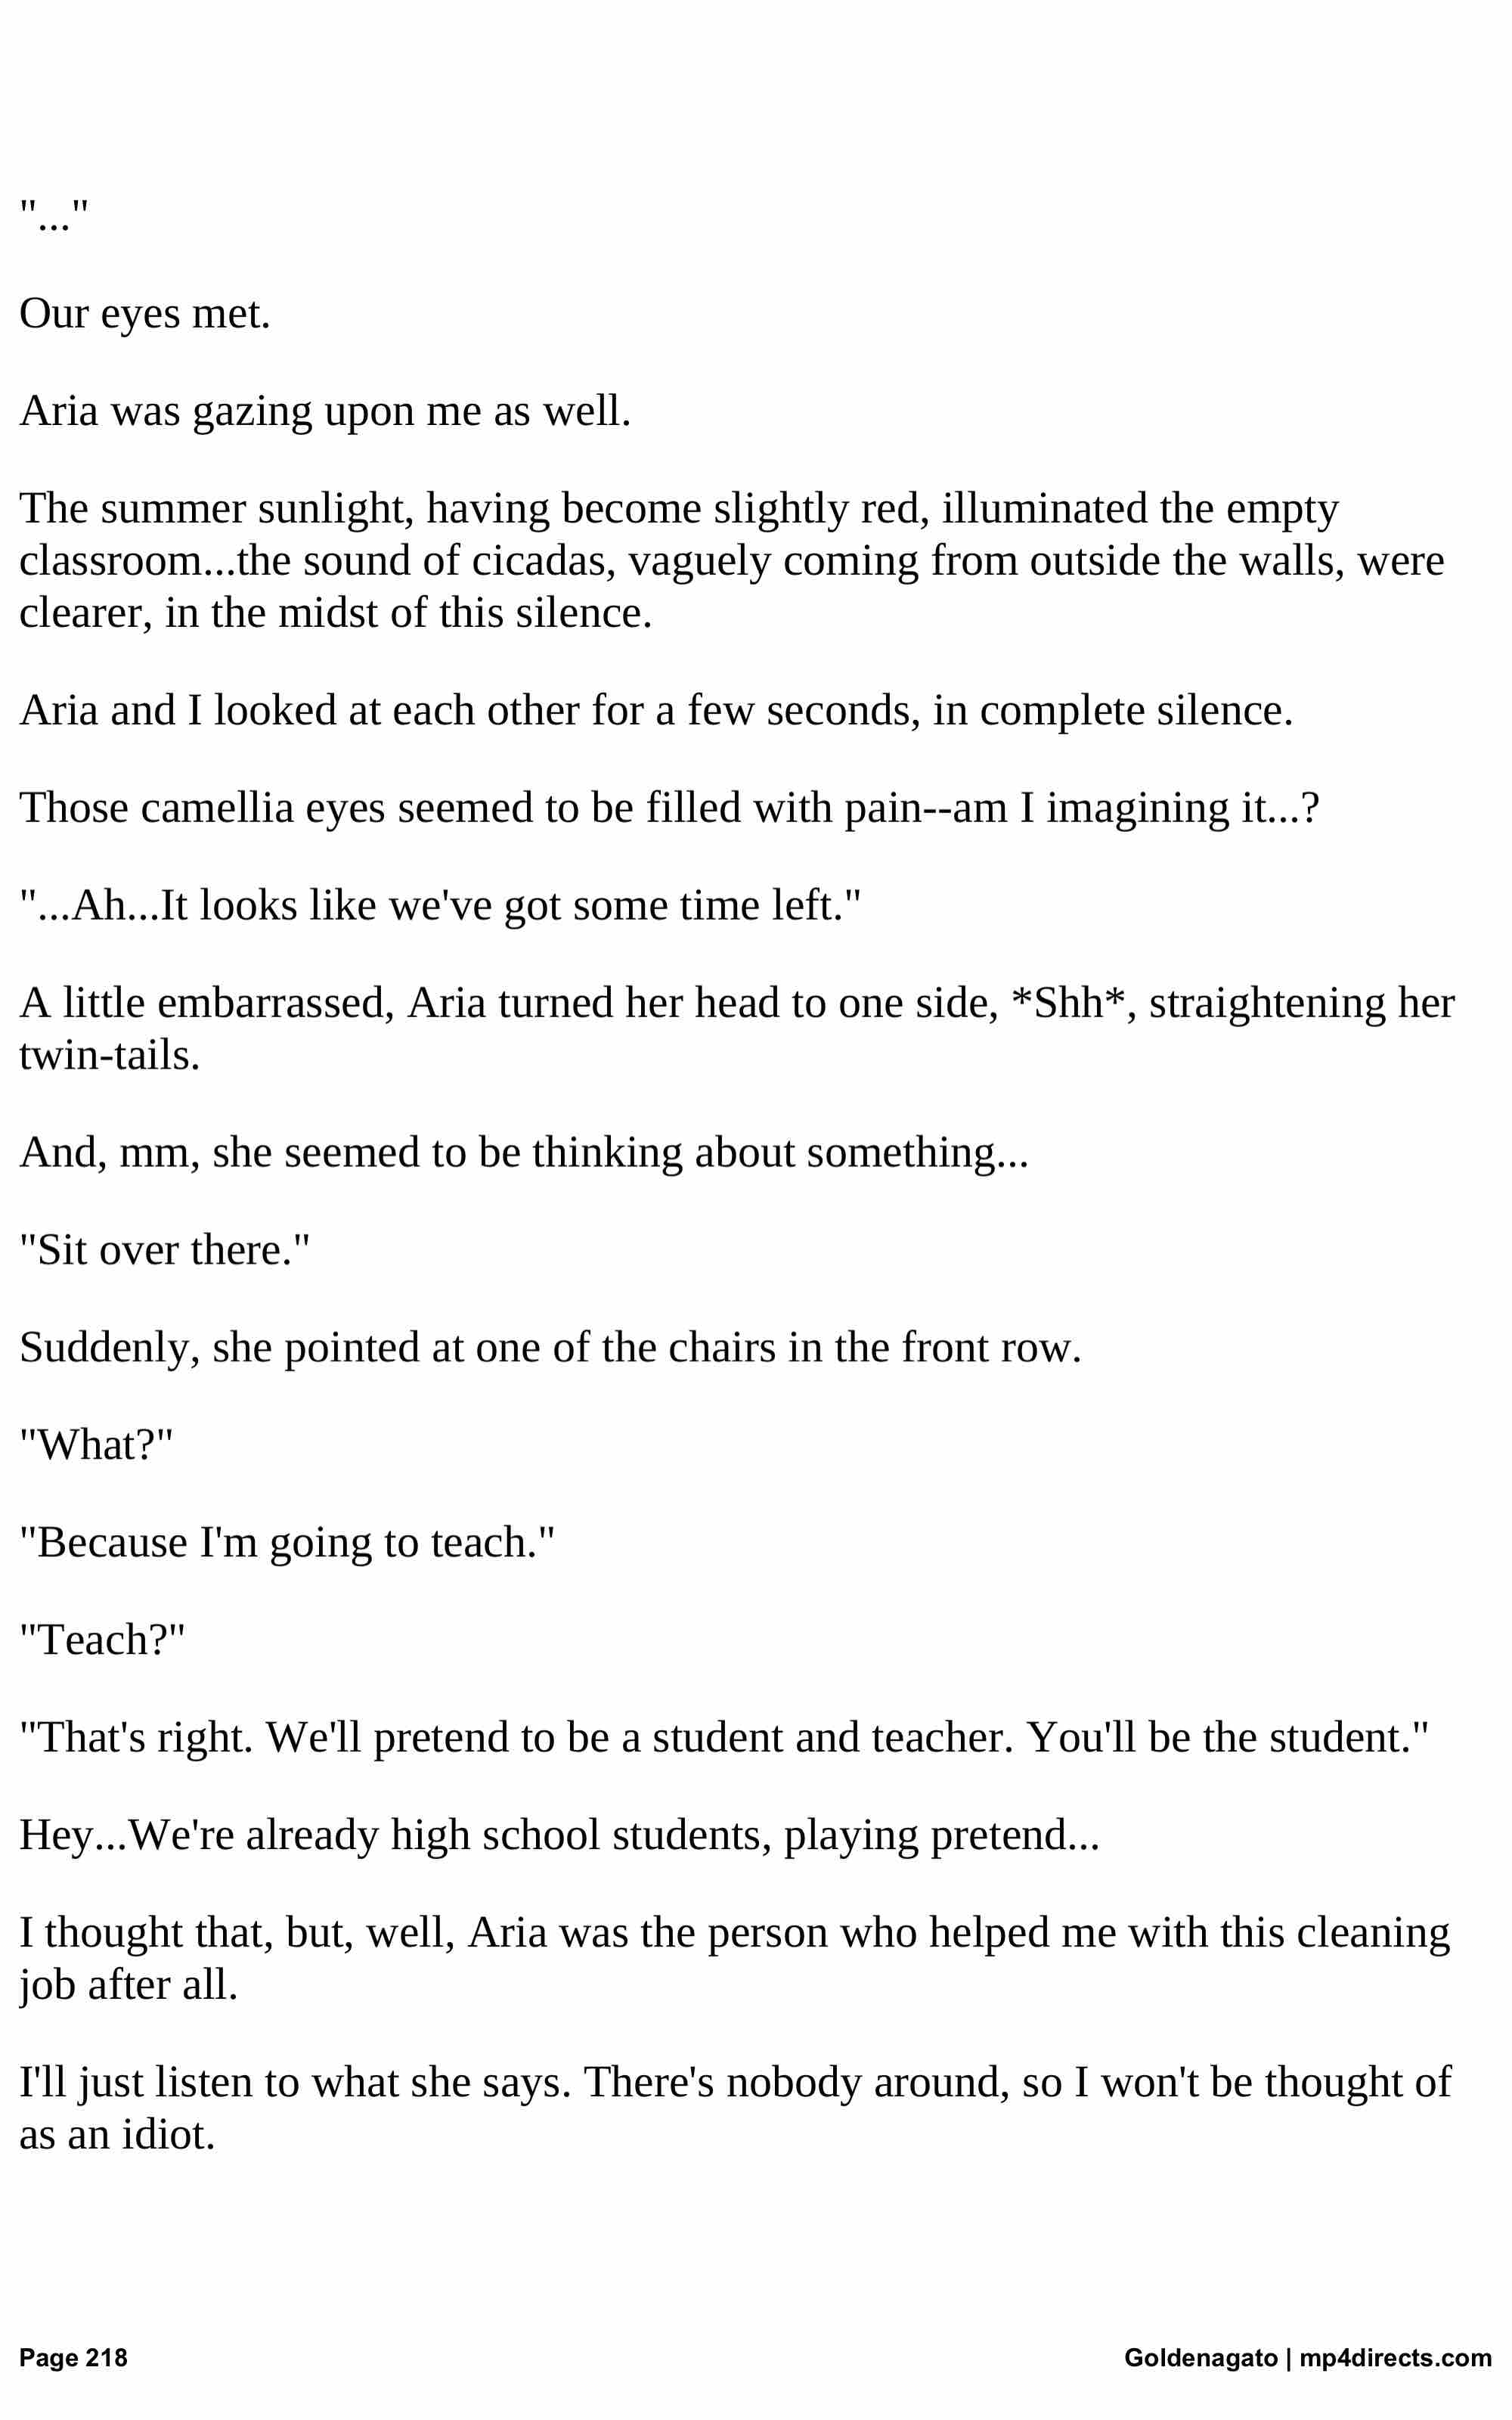 "..."
Our eyes met.
Aria was gazing upon me as well.
The summer sunlight, having become slightly red, illuminated the empty
classroom...the sound of cicadas, vaguely coming from outside the walls, were
clearer, in the midst of this silence.
Aria and I looked at each other for a few seconds, in complete silence.
Those camellia eyes seemed to be filled with pain--am I imagining it...?
"...Ah...It looks like we've got some time left."
A little embarrassed, Aria turned her head to one side, *Shh*, straightening her
twin-tails.
And, mm, she seemed to be thinking about something...
"Sit over there."
Suddenly, she pointed at one of the chairs in the front row.
"What?"
"Because I'm going to teach."
"Teach?"
"That's right. We'll pretend to be a student and teacher. You'll be the student."
Hey...We're already high school students, playing pretend...
I thought that, but, well, Aria was the person who helped me with this cleaning
job after all.
I'll just listen to what she says. There's nobody around, so I won't be thought of
as an idiot.
Page 218
Goldenagato | mp4directs.com